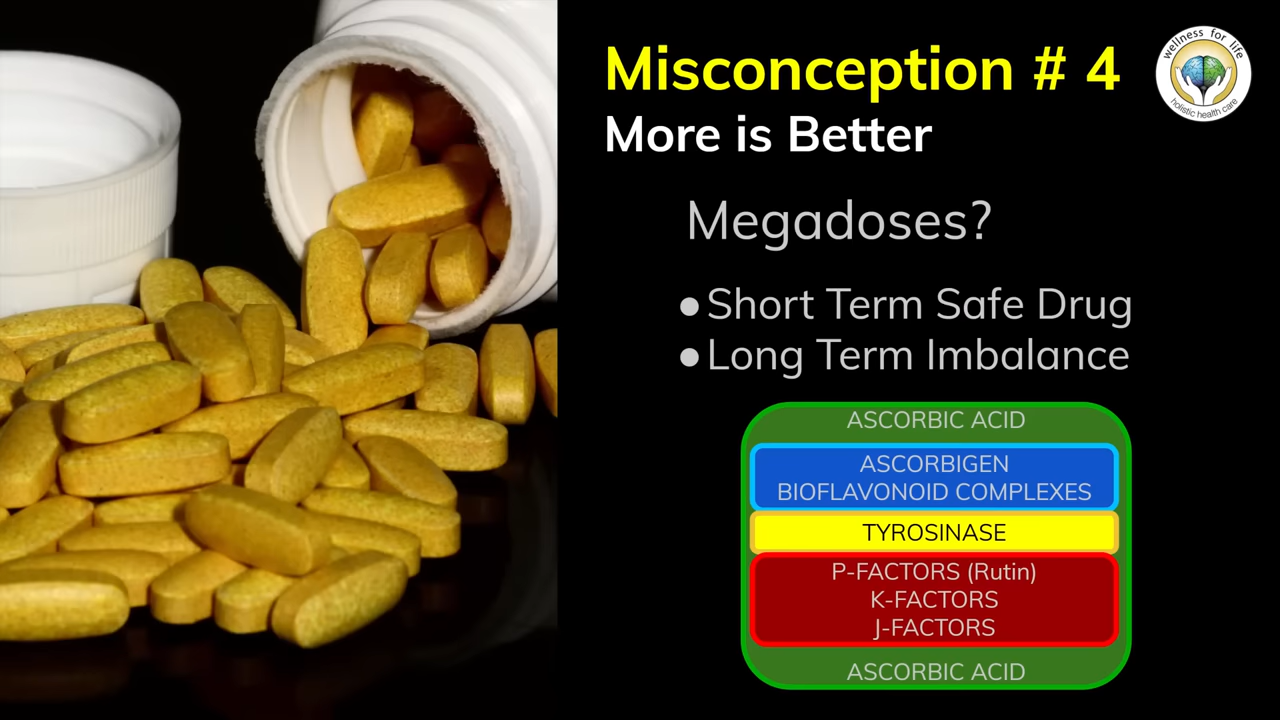 Misconception # 4
More is Better
wellness for life
holistic health care
Megadoses?
●Short Term Safe Drug
●Long Term Imbalance
ASCORBIC ACID
ASCORBIGEN
BIOFLAVONOID COMPLEXES
TYROSINASE
P-FACTORS (Rutin)
K-FACTORS
J-FACTORS
ASCORBIC ACID